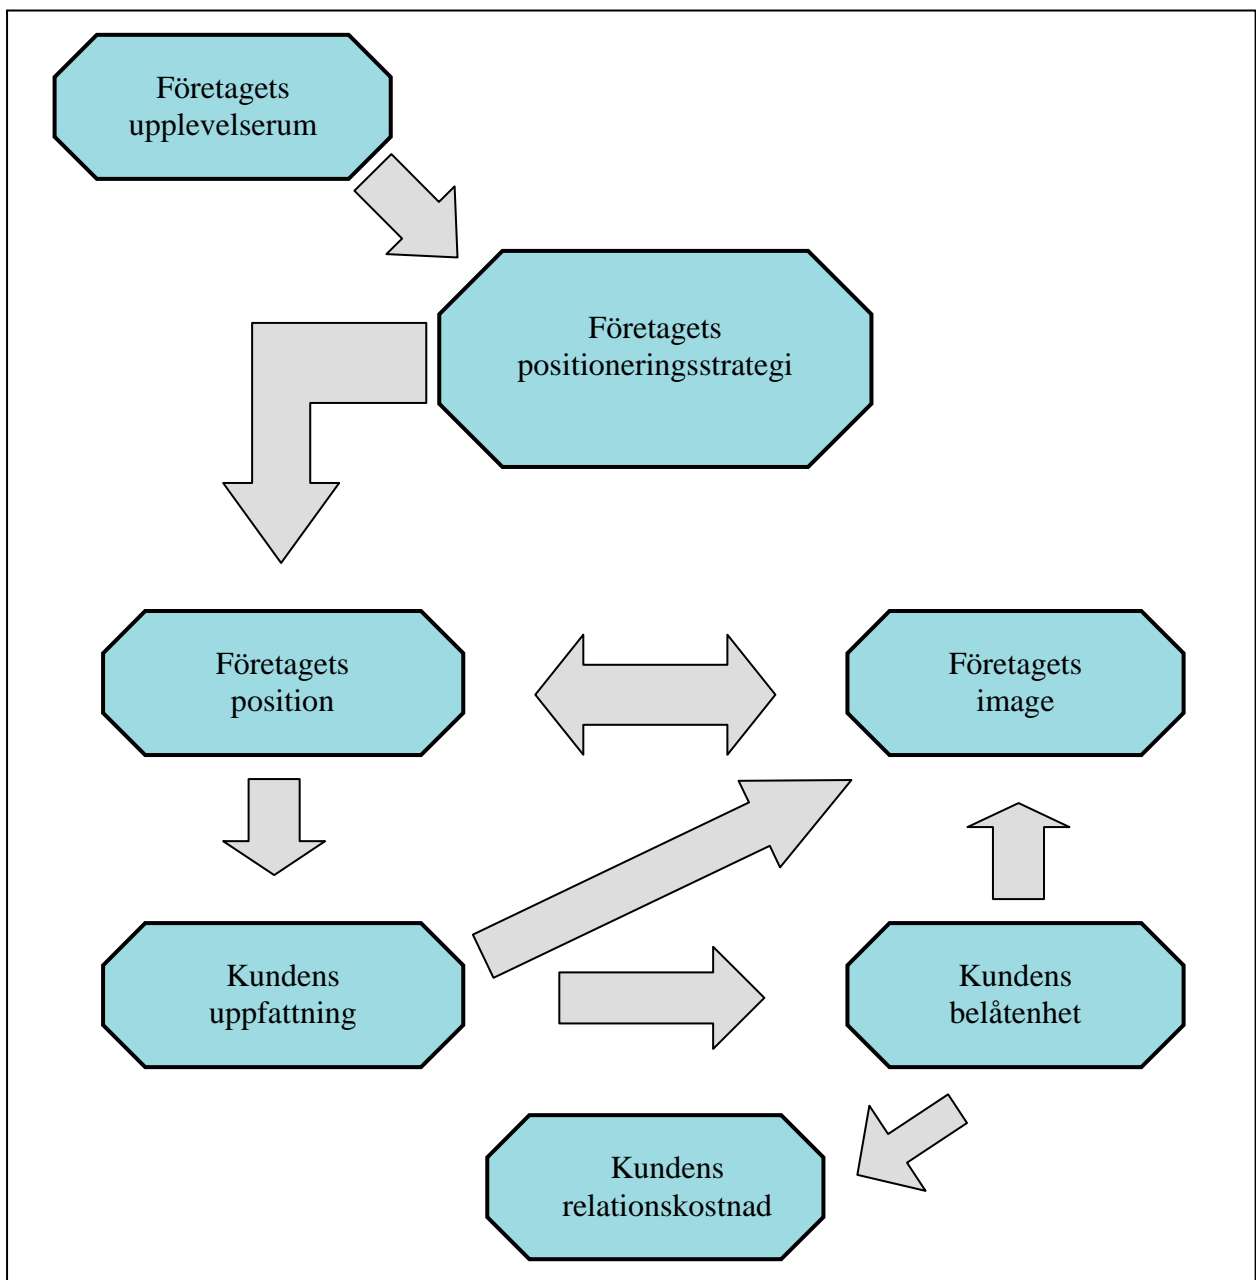 Företagets
upplevelserum
Företagets
positioneringsstrategi
Företagets
position
Företagets
image
Kundens
uppfattning
Kundens
belåtenhet
Kundens
relationskostnad